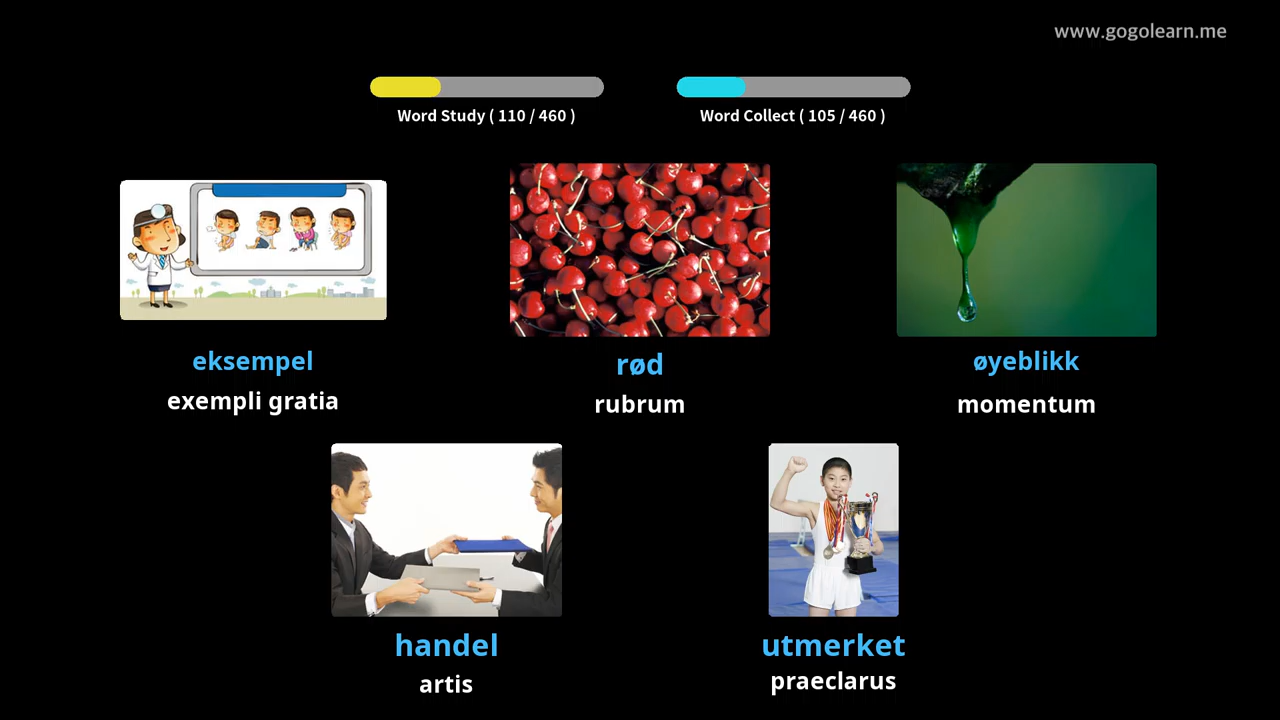 www.gogolearn.me
Word Study ( 110 / 460 )
Word Collect ( 105 / 460 )
eksempel
exempli gratia
rød
rubrum
øyeblikk
momentum
handel
artis
utmerket
praeclarus